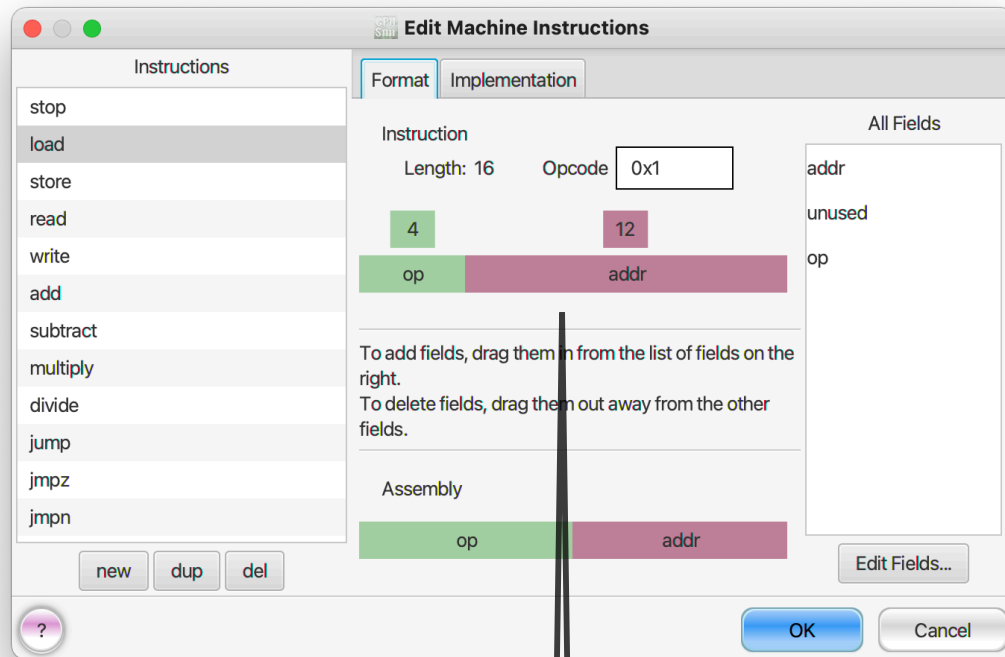 Edit Machine Instructions
Instructions
stop
load
store
read
write
add
subtract
multiply
divide
jump
jmpz
jmpn
new dup del
Format Implementation
Instruction
Length: 16 Opcode 0x1
4 12
op addr
To add fields, drag them in from the list of fields on the
right.
To delete fields, drag them out away from the other
fields.
Assembly
op addr
All Fields
addr
unused
op
Edit Fields...
? OK Cancel